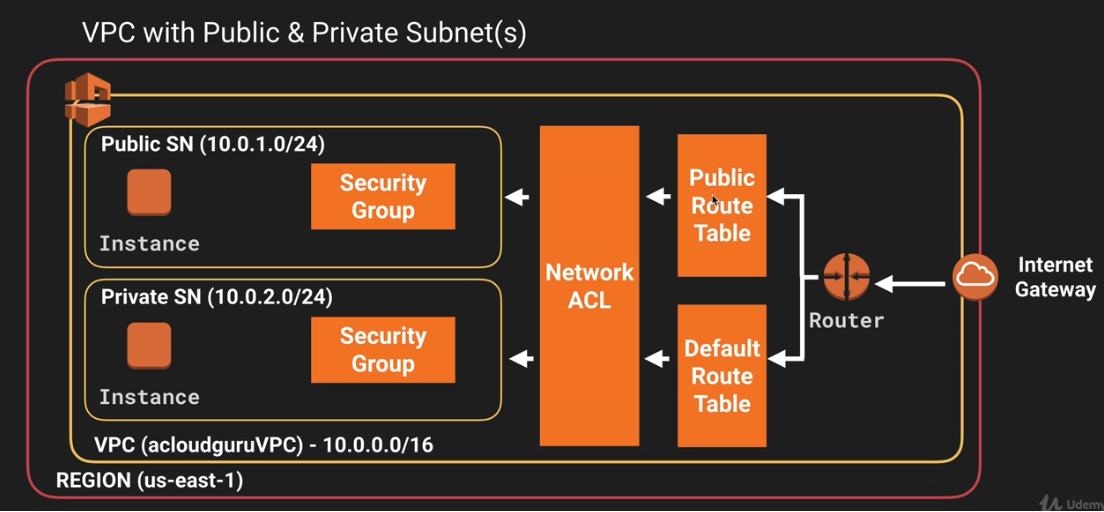 VPC with Public & Private Subnet(s)
Public SN (10.0.1.0/24)
Security
Group
Instance
Private SN (10.0.2.0/24)
Security
Group
Instance
Network
ACL
Public
Route
Table
Default
Route
Table
Router
Internet
Gateway
VPC (acloudguruVPC) - 10.0.0.0/16
REGION (us-east-1)
Udemy